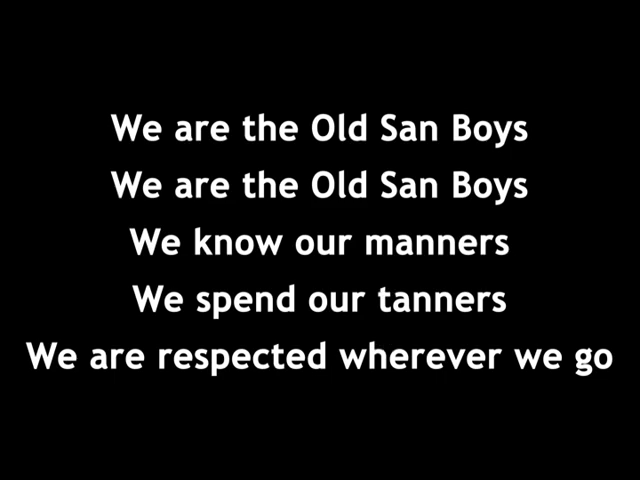 We are the Old San Boys
We are the Old San Boys
We know our manners
We spend our tanners
We are respected wherever we go